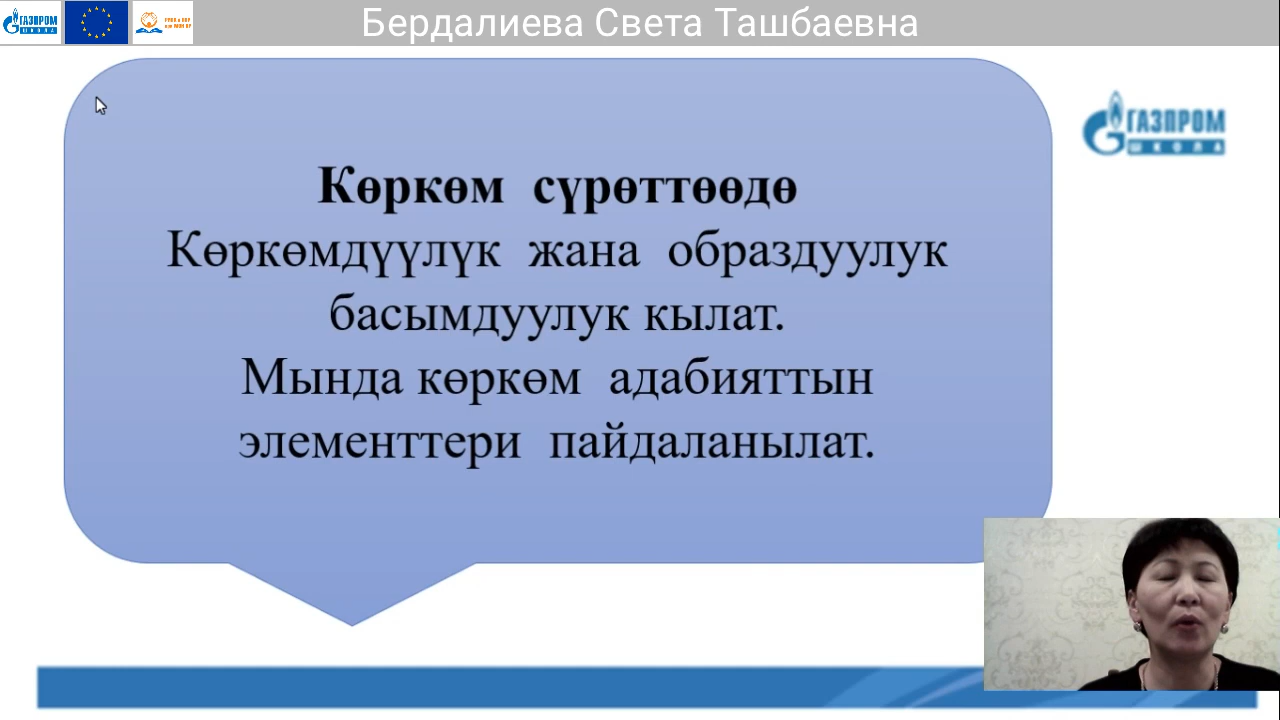 ГАЗПРОМ
ШКОЛА
Бердалиева Света Ташбаевна
ГАЗПРОМ
ШКОЛА
Көркөм сүрөттөөдө
Көркөмдүүлүк жана образдуулук
басымдуулук кылат.
Мында көркөм адабияттын
элементтери пайдаланылат.